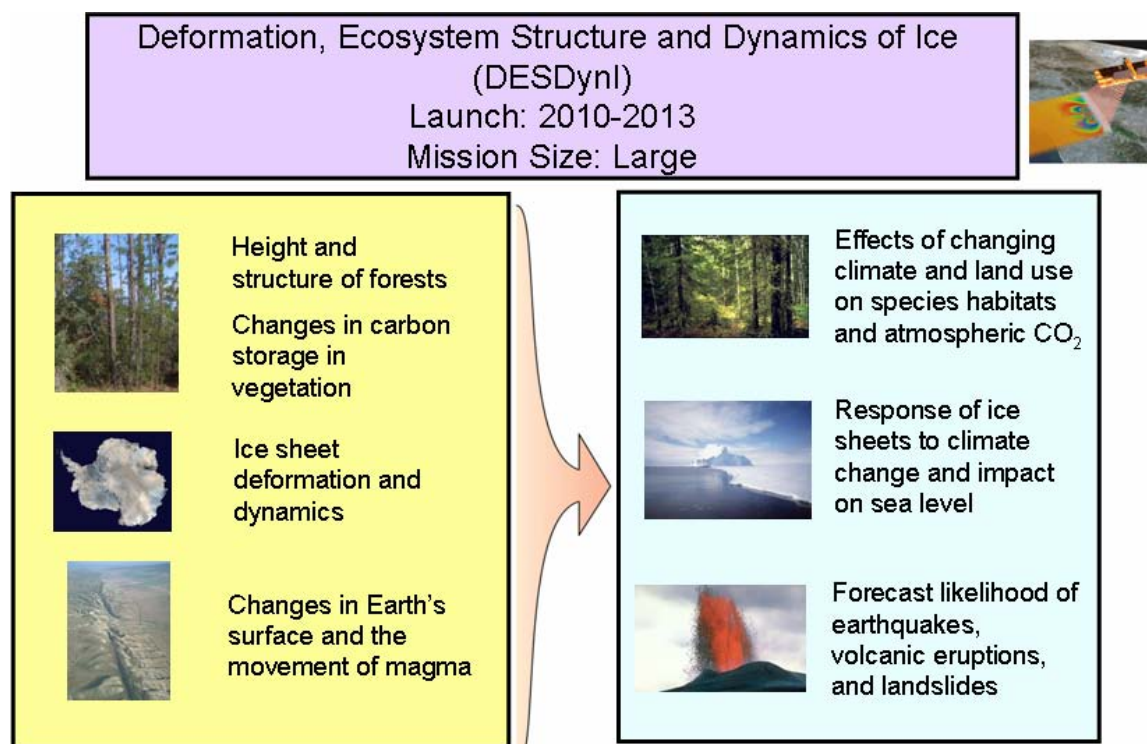 Deformation, Ecosystem Structure and Dynamics of Ice
(DESDynI)
Launch: 2010-2013
Mission Size: Large
Height and
structure of forests
Changes in carbon
storage in
vegetation
Ice sheet
deformation and
dynamics
Changes in Earth's
surface and the
movement of magma
Effects of changing
climate and land use
on species habitats
and atmospheric CO₂
Response of ice
sheets to climate
change and impact
on sea level
Forecast likelihood of
earthquakes,
volcanic eruptions,
and landslides